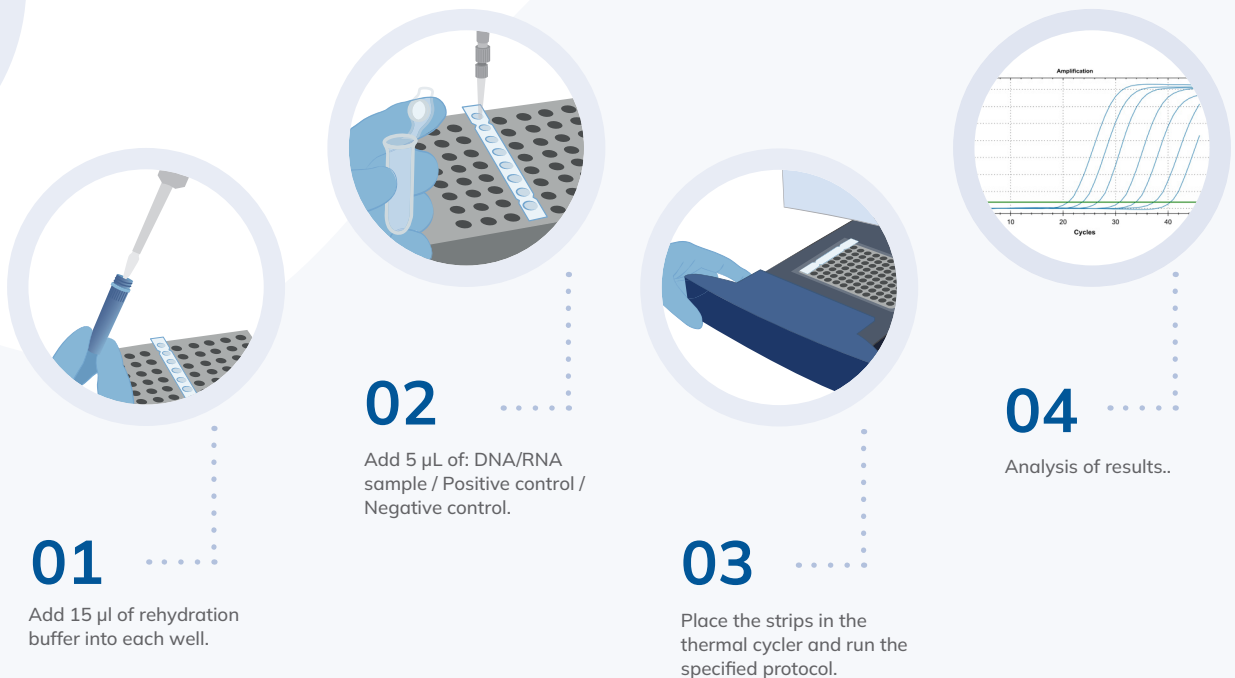 01
Add 15 µl of rehydration
buffer into each well.
02
Add 5 µL of: DNA/RNA
sample / Positive control /
Negative control.
03
Place the strips in the
thermal cycler and run the
specified protocol.
Amplification
10 20 30 40
Cycles
04
Analysis of results..